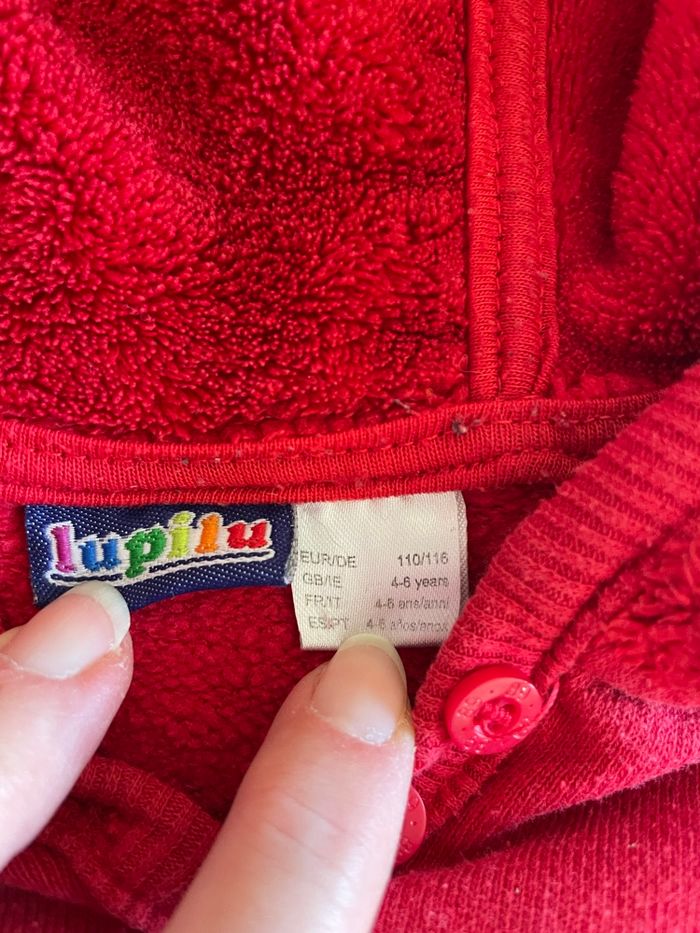 lupilu
EUR/DE 110/116
GB/IE 4-6 years
FR/IT 4-6 ans/anni
ES/PT 4-6 años/anos